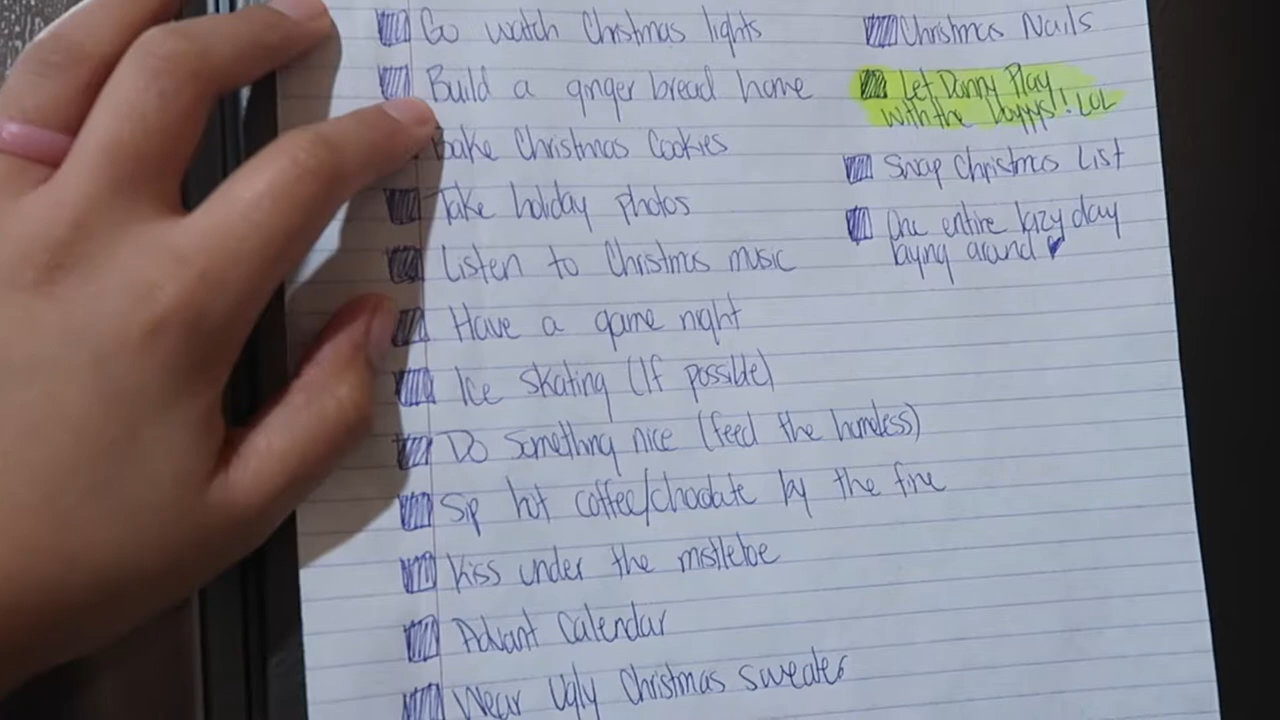 Go watch Christmas lights
Build a ginger bread home
Bake Christmas Cookies
Take holiday photos
Listen to Christmas music
Have a game night
Ice skating (If possible)
Do something nice (feed the homeless)
Sip hot coffee/chocolate by the fire
Kiss under the mistletoe
Advant Calendar
Wear Ugly Christmas sweater
Christmas Nails
Let Danny Play
with the !! LOL
Swap Christmas List
One entire lazy day
laying around